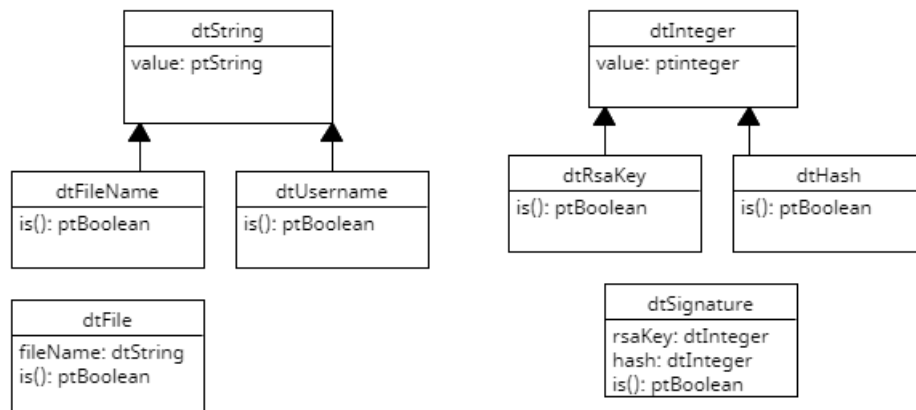 dtString
value: ptString
dtInteger
value: ptinteger
dtFileName
is(): ptBoolean
dtUsername
is(): ptBoolean
dtRsaKey
is(): ptBoolean
dtHash
is(): ptBoolean
dtFile
fileName: dtString
is(): ptBoolean
dtSignature
rsaKey: dtInteger
hash: dtInteger
is(): ptBoolean